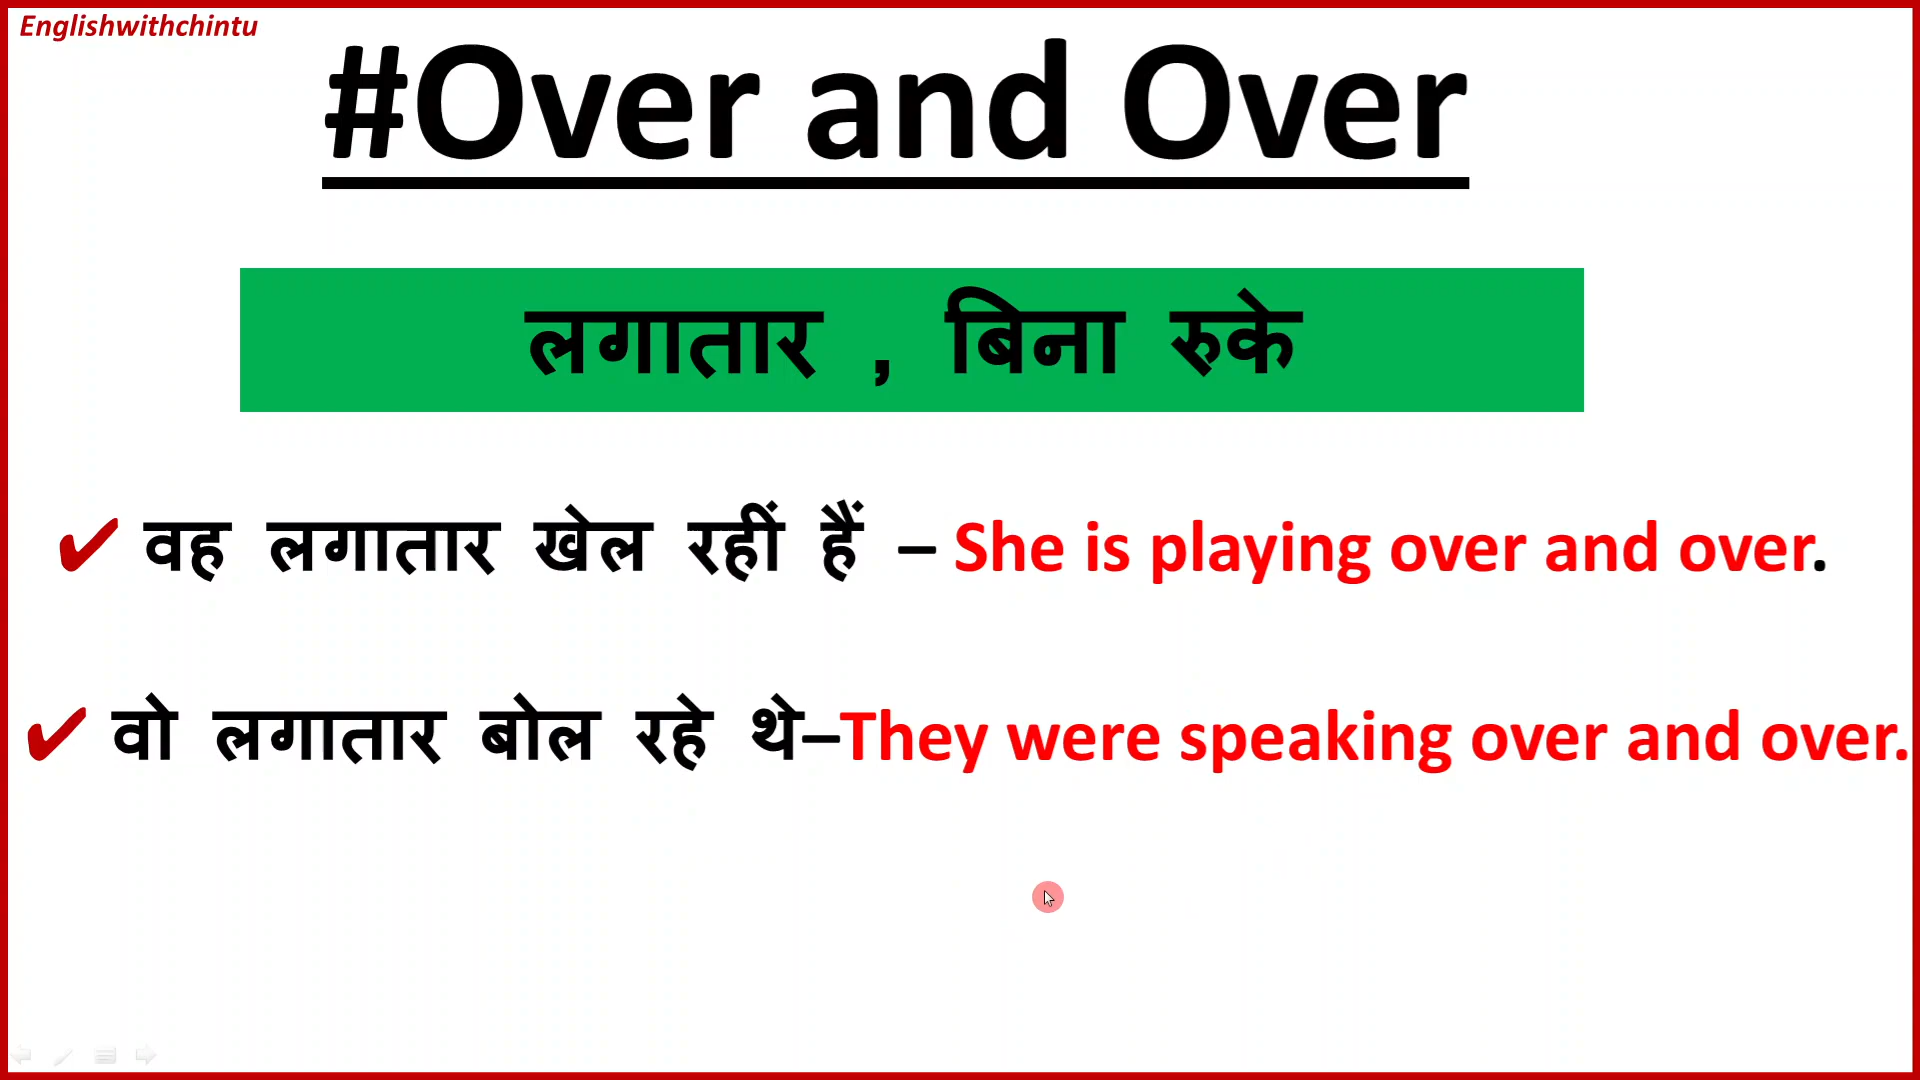 Englishwithchintu
#Over and Over
लगातार , बिना रुके
✔ वह लगातार खेल रहीं हैं – She is playing over and over.
✔ वो लगातार बोल रहे थे–They were speaking over and over.